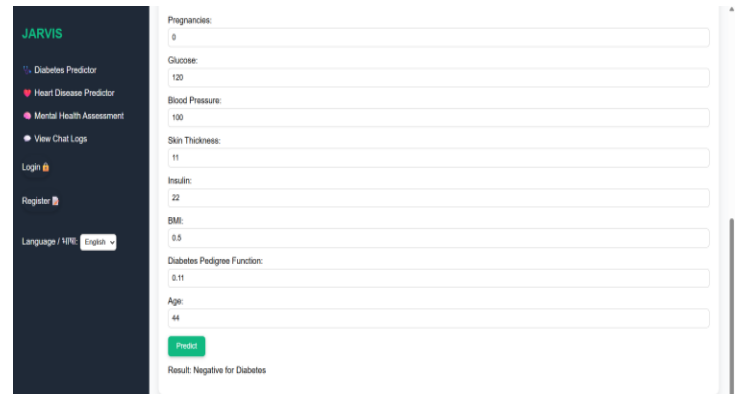 JARVIS
Diabetes Predictor
Heart Disease Predictor
Mental Health Assessment
View Chat Logs
Login
Register
Language / भाषा: English
Pregnancies:
0
Glucose:
120
Blood Pressure:
100
Skin Thickness:
11
Insulin:
22
BMI:
0.5
Diabetes Pedigree Function:
0.11
Age:
44
Predict
Result: Negative for Diabetes